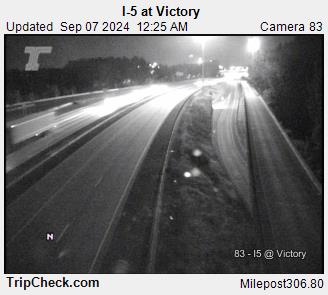 I-5 at Victory
Updated Sep 07 2024 12:25 AM Camera 83
T
N
83 - I5 @ Victory
TripCheck.com Milepost306.80